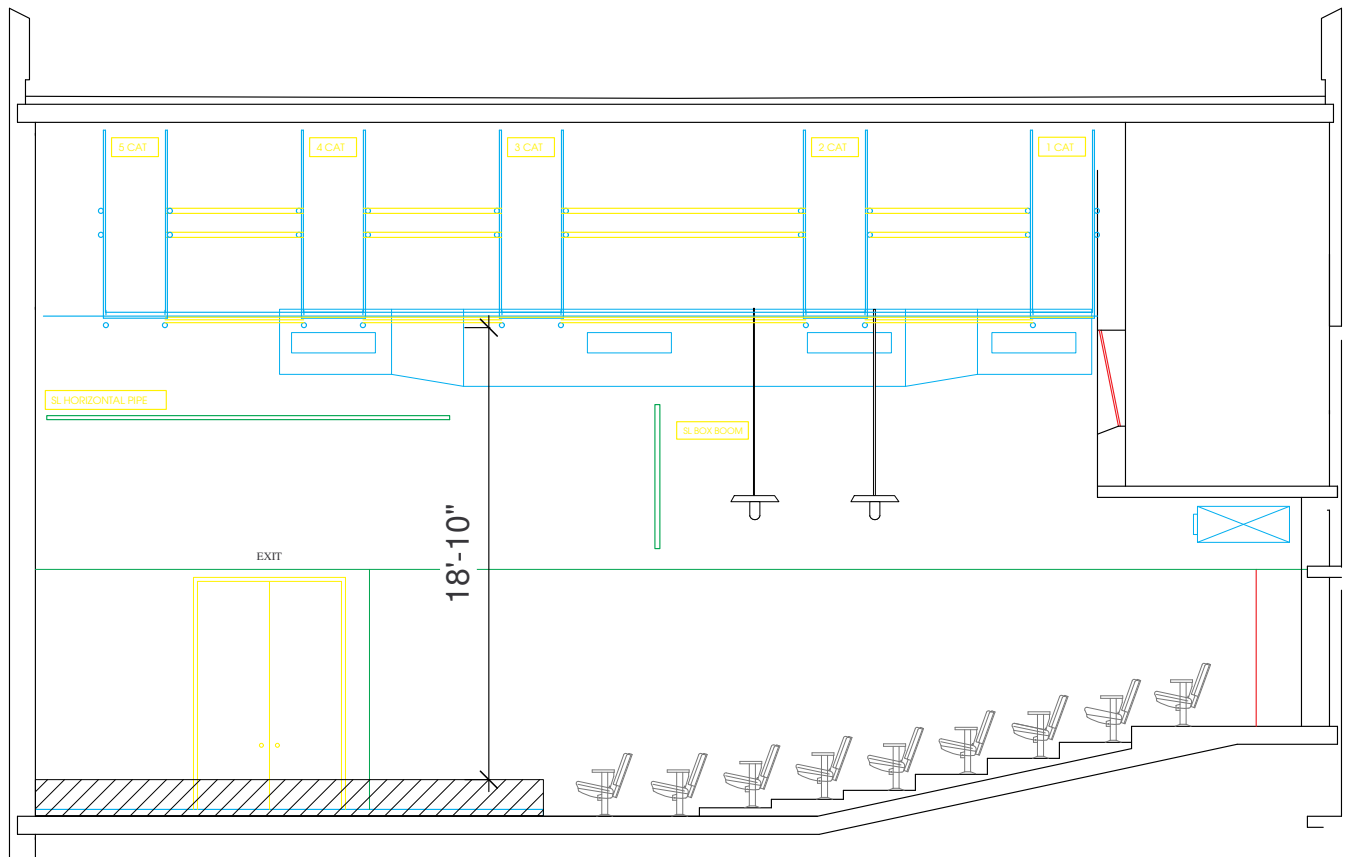 5 CAT
4 CAT
3 CAT
2 CAT
1 CAT
SL HORIZONTAL PIPE
SL BOX BOOM
18'-10"
EXIT